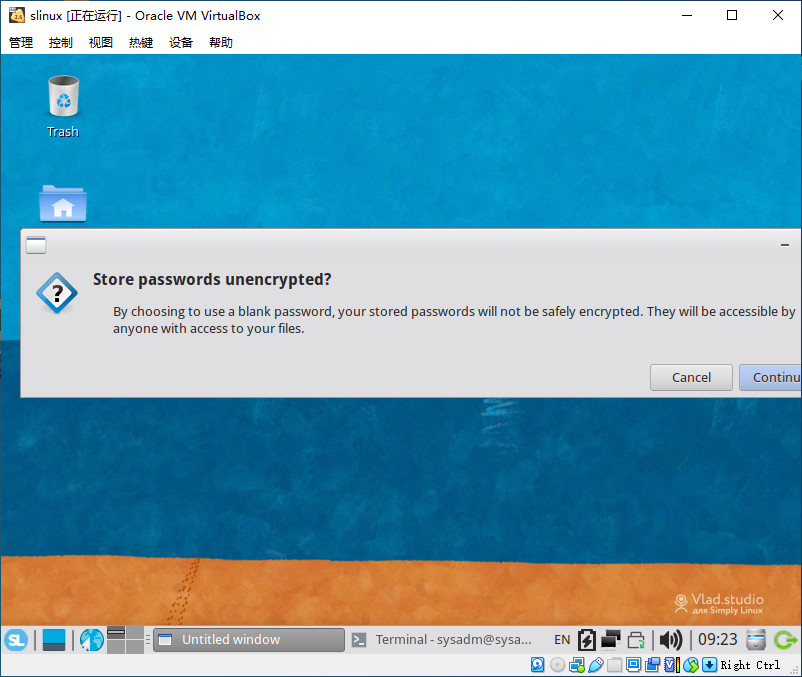 slinux [正在运行] - Oracle VM VirtualBox
管理 控制 视图 热键 设备 帮助
Trash
Store passwords unencrypted?
By choosing to use a blank password, your stored passwords will not be safely encrypted. They will be accessible by
anyone with access to your files.
Cancel Continu
Vlad.studio
для Simply Linux
SL Untitled window Terminal - sysadm@sysa... EN 09:23
Right Ctrl